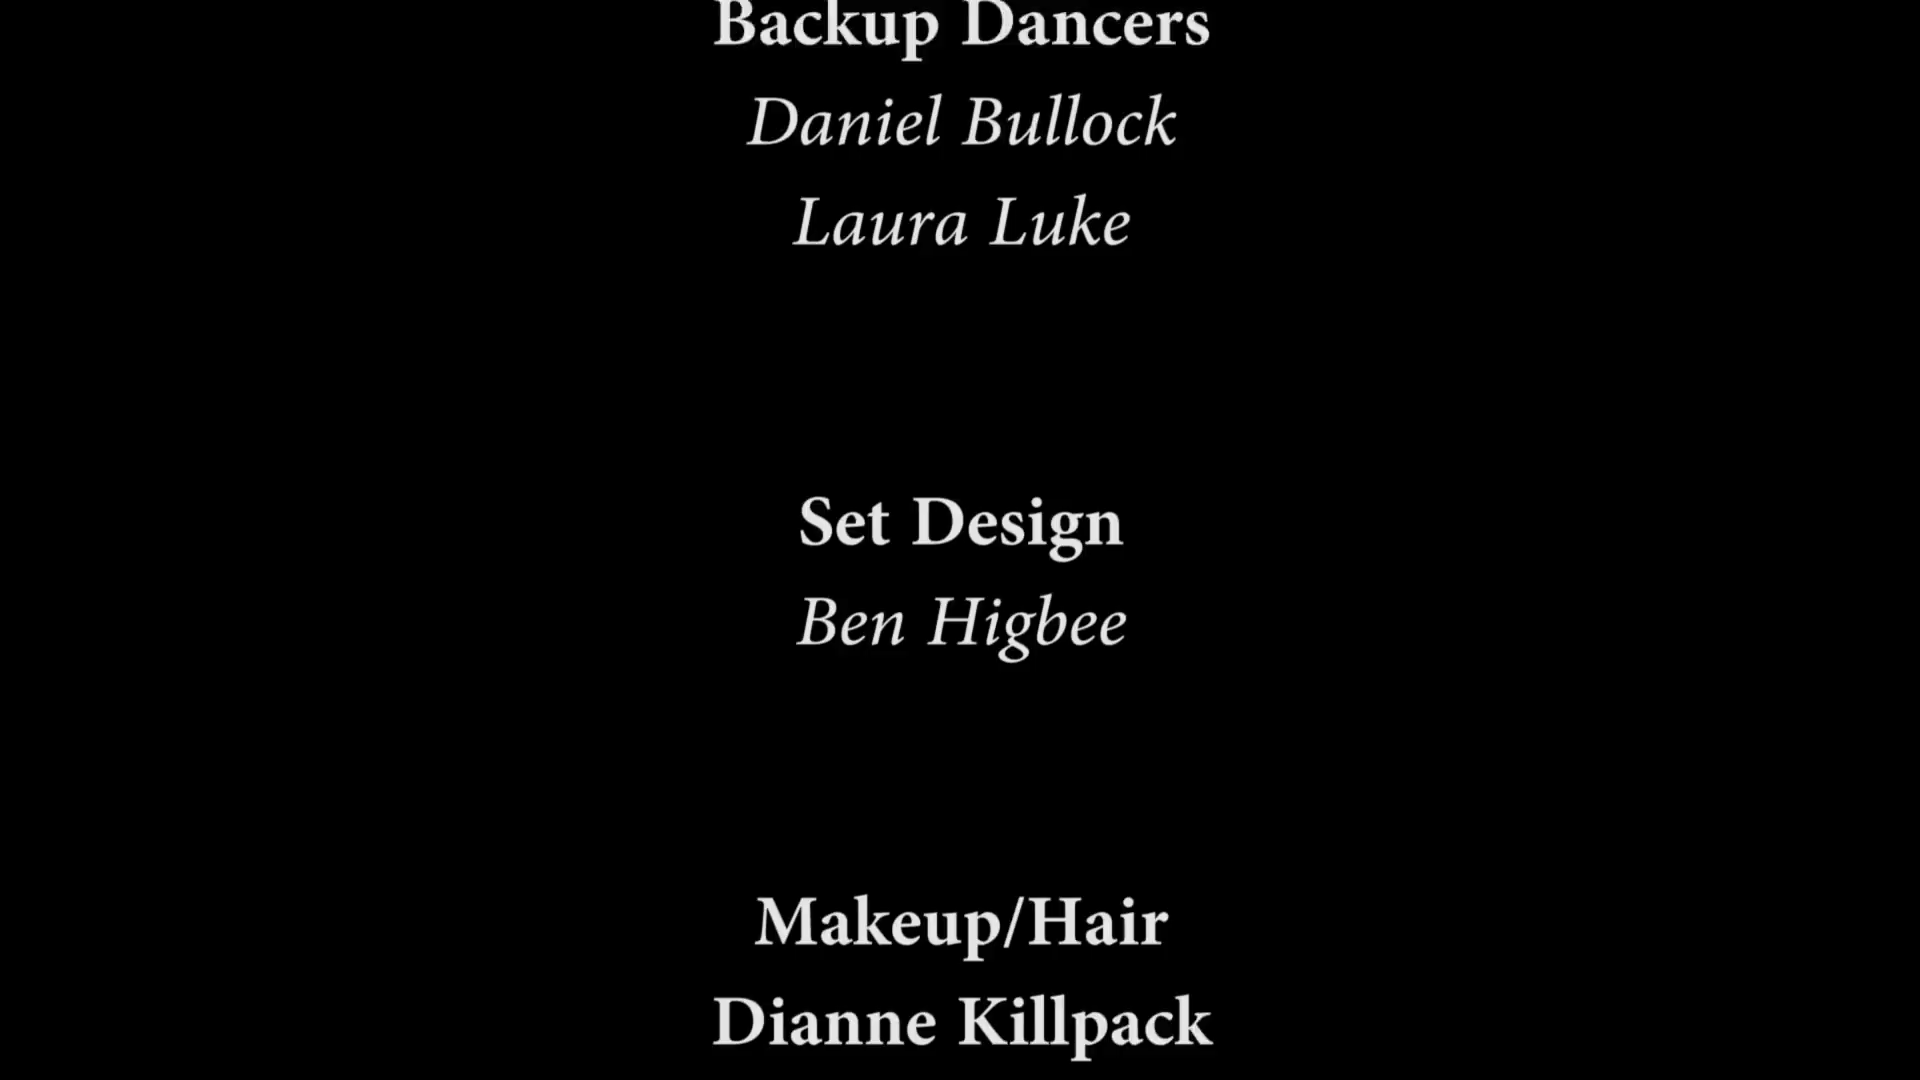 Backup Dancers
Daniel Bullock
Laura Luke
Set Design
Ben Higbee
Makeup/Hair
Dianne Killpack